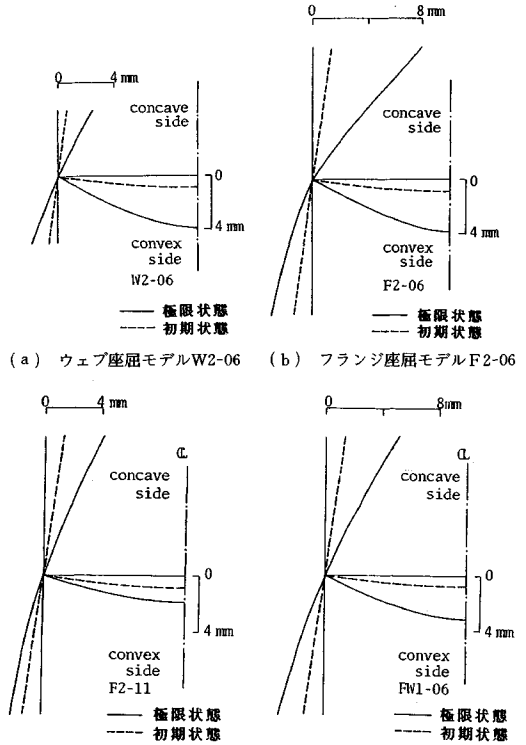 0 4 mm
concave
side
0
4 mm
convex
side
W2-06
極限状態
初期状態
(a) ウェブ座屈モデルW2-06
0 8 mm
concave
side
0
4 mm
convex
side
F2-06
極限状態
初期状態
(b) フランジ座屈モデルF2-06
0 4 mm
℄
concave
side
0
4 mm
convex
side
F2-11
極限状態
初期状態
0 8mm
℄
concave
side
0
4 mm
convex
side
FW1-06
極限状態
初期状態